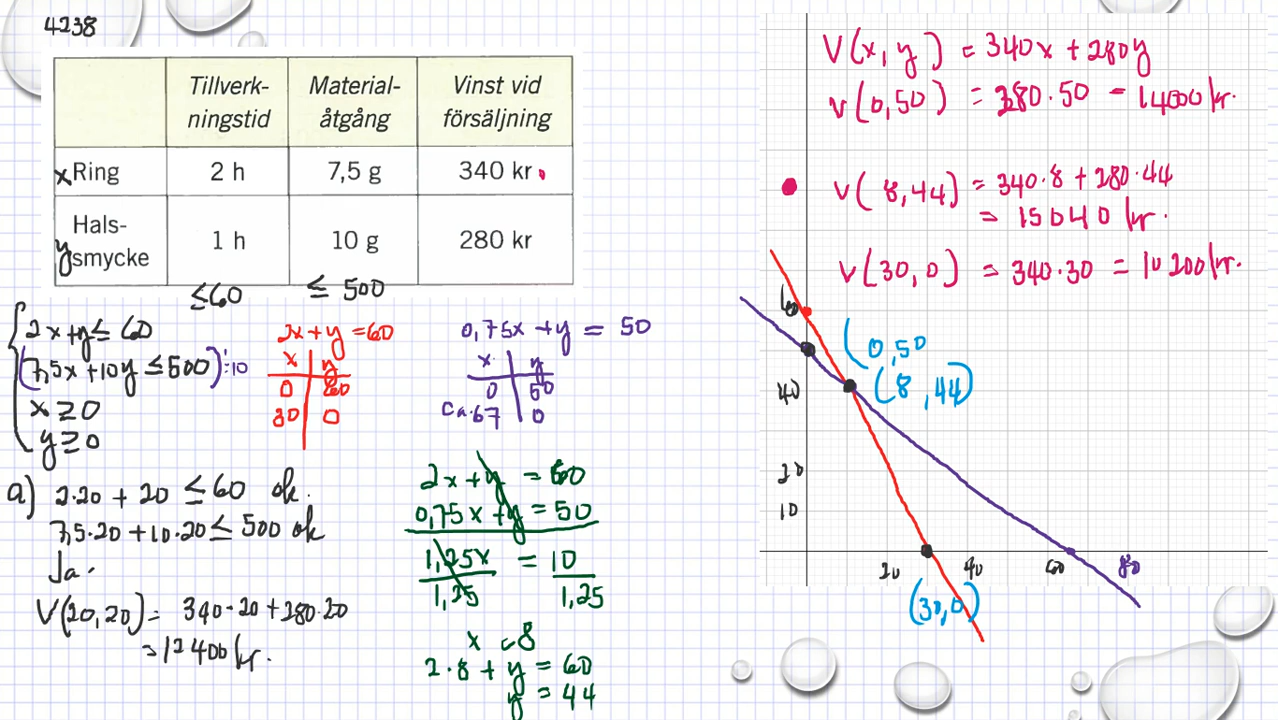 4238
Tillverk-
ningstid
Material-
åtgång
Vinst vid
försäljning
x Ring 2 h 7,5 g 340 kr
Hals-
y smycke 1 h 10 g 280 kr
≤60 ≤ 500
2x+y ≤ 60
(7,5x+10y ≤ 500) :10
x ≥ 0
y ≥ 0
2x+y = 60
x | y
0 | 60
30 | 0
0,75x + y = 50
x | y
0 | 50
ca. 67 | 0
a) 2·20 + 20 ≤ 60 ok.
7,5·20+10·20 ≤ 500 ok
Ja.
V(20,20) = 340·20+280·20
= 12400 kr.
2x+y = 60
0,75x+y = 50
1,25x = 10
1,25 1,25
x = 8
2·8 + y = 60
y = 44
V(x,y) = 340x + 280y
V(0,50) = 280·50 = 14000 kr.
V(8,44) = 340·8 + 280·44
= 15040 kr.
V(30,0) = 340·30 = 10200 kr.
60
(0,50
40
(8,44)
20
10
20 40 60 80
(30,0)